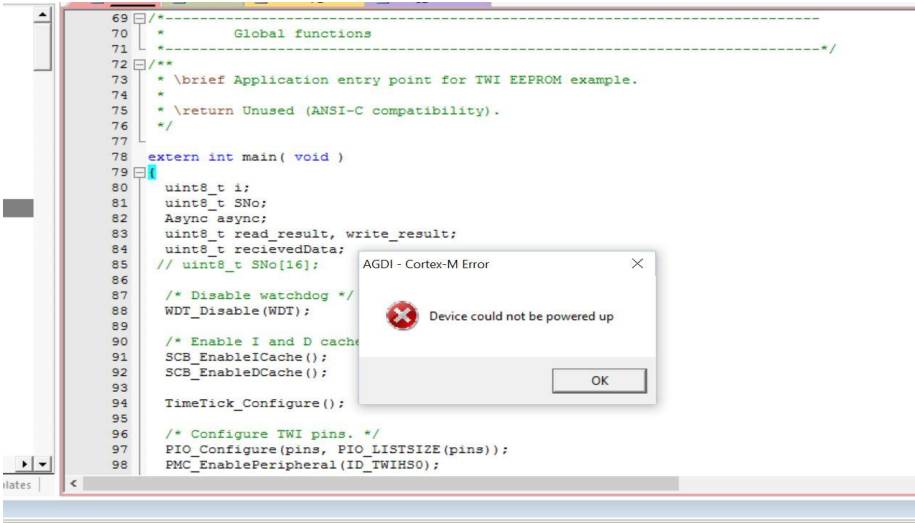 69 /*----------------------------------------------------------------------------
70 * Global functions
71 *----------------------------------------------------------------------------*/
72 /**
73 * \brief Application entry point for TWI EEPROM example.
74 *
75 * \return Unused (ANSI-C compatibility).
76 */
77
78 extern int main( void )
79 {
80 uint8_t i;
81 uint8_t SNo;
82 Async async;
83 uint8_t read_result, write_result;
84 uint8_t recievedData;
85 // uint8_t SNo[16];
86
87 /* Disable watchdog */
88 WDT_Disable(WDT);
89
90 /* Enable I and D cache
91 SCB_EnableICache();
92 SCB_EnableDCache();
93
94 TimeTick_Configure();
95
96 /* Configure TWI pins. */
97 PIO_Configure(pins, PIO_LISTSIZE(pins));
98 PMC_EnablePeripheral(ID_TWIHS0);
AGDI - Cortex-M Error
Device could not be powered up
OK
plates